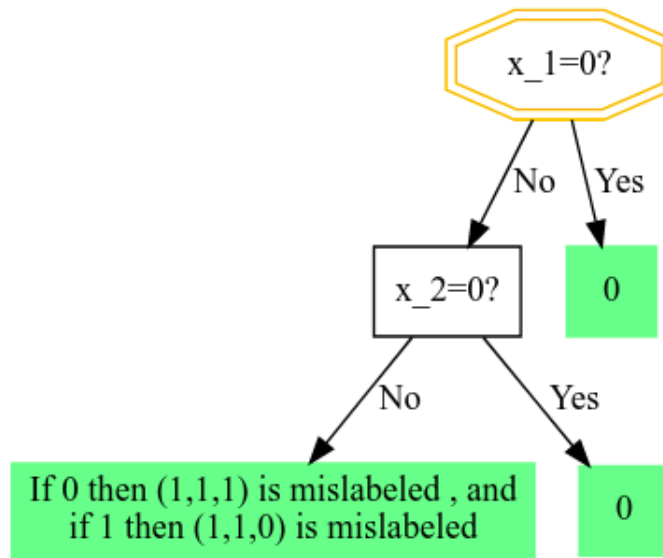 x_1=0?
No
Yes
x_2=0?
0
No
Yes
If 0 then (1,1,1) is mislabeled , and
if 1 then (1,1,0) is mislabeled
0